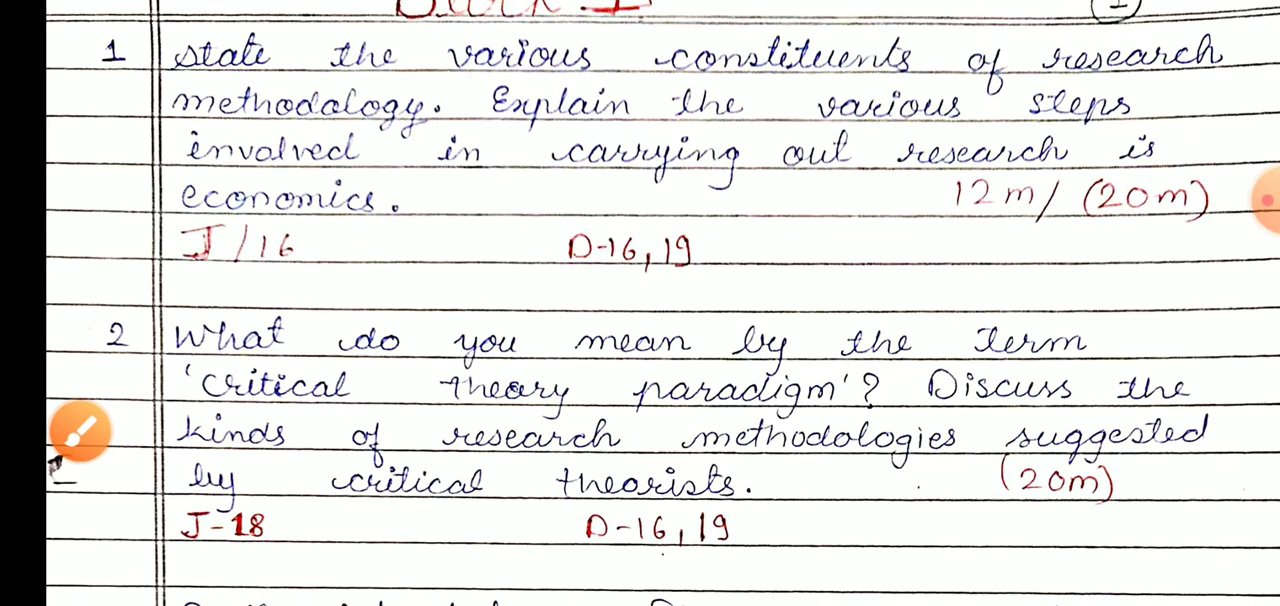 Block I
1 state the various constituents of research
methodology. Explain the various steps
involved in carrying out research is
economics. 12m/ (20m)
J/16 D-16,19
2 What do you mean by the term
'critical theory paradigm'? Discuss the
kinds of research methodologies suggested
by critical theorists. (20m)
J-18 D-16,19